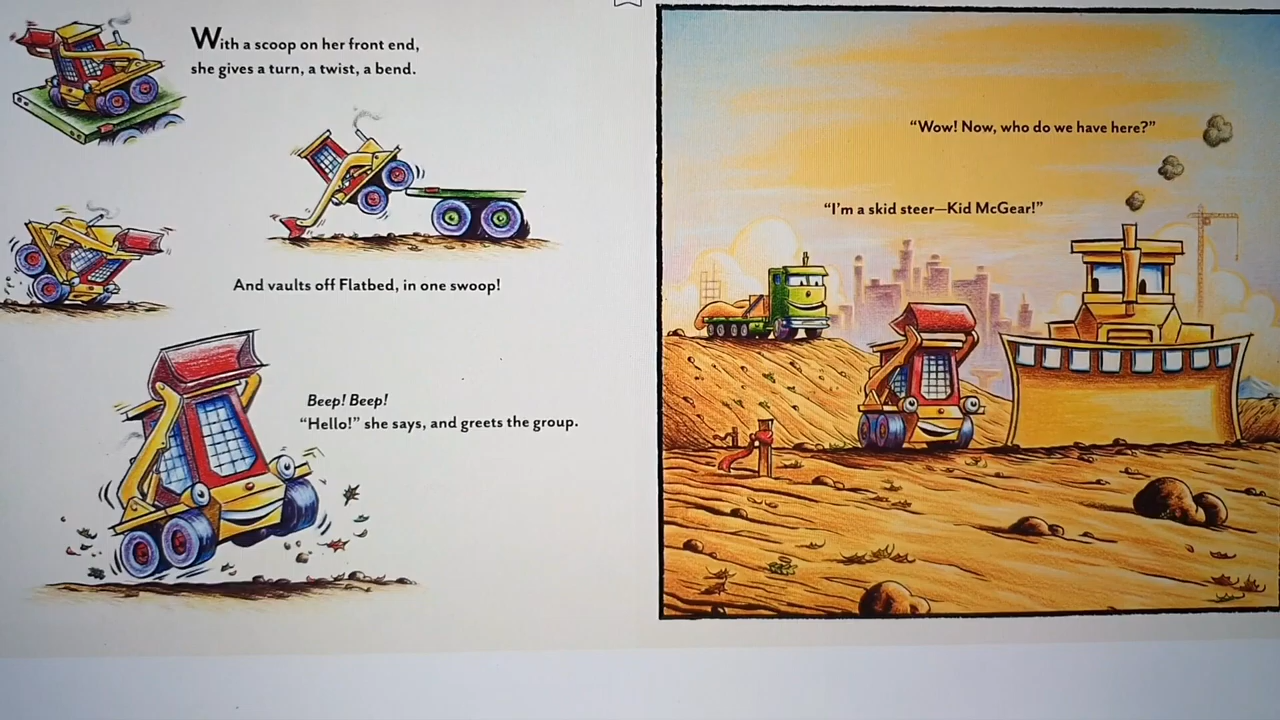 With a scoop on her front end,
she gives a turn, a twist, a bend.
And vaults off Flatbed, in one swoop!
Beep! Beep!
“Hello!” she says, and greets the group.
“Wow! Now, who do we have here?”
“I’m a skid steer—Kid McGear!”